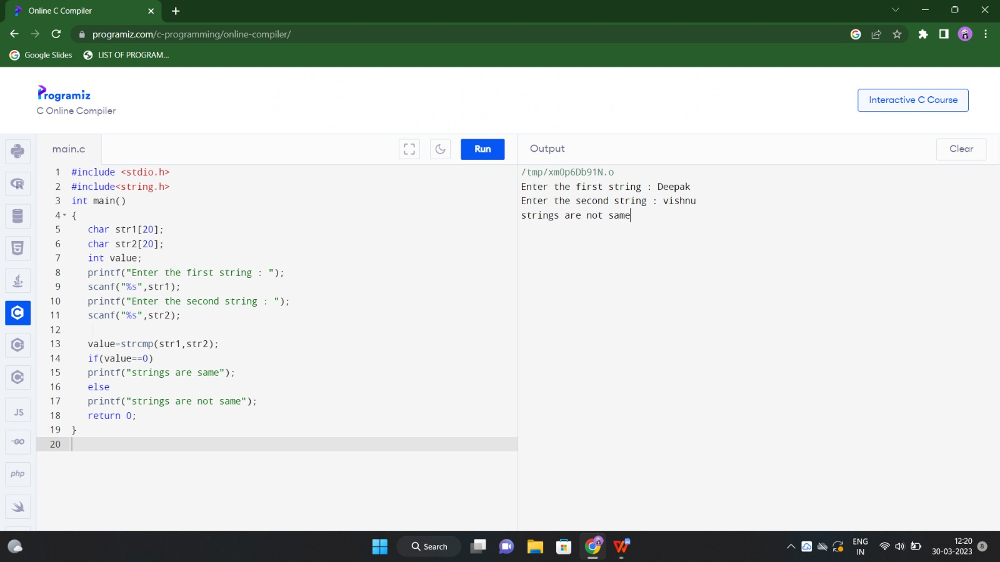 Online C Compiler
programiz.com/c-programming/online-compiler/
Google Slides
LIST OF PROGRAM...
Programiz
C Online Compiler
Interactive C Course
main.c
Run
Output
Clear
1 #include <stdio.h>
2 #include<string.h>
3 int main()
4 {
5 char str1[20];
6 char str2[20];
7 int value;
8 printf("Enter the first string : ");
9 scanf("%s",str1);
10 printf("Enter the second string : ");
11 scanf("%s",str2);
12
13 value=strcmp(str1,str2);
14 if(value==0)
15 printf("strings are same");
16 else
17 printf("strings are not same");
18 return 0;
19 }
20
/tmp/xmOp6Db91N.o
Enter the first string : Deepak
Enter the second string : vishnu
strings are not same
JS
GO
php
Search
ENG
IN
12:20
30-03-2023
8